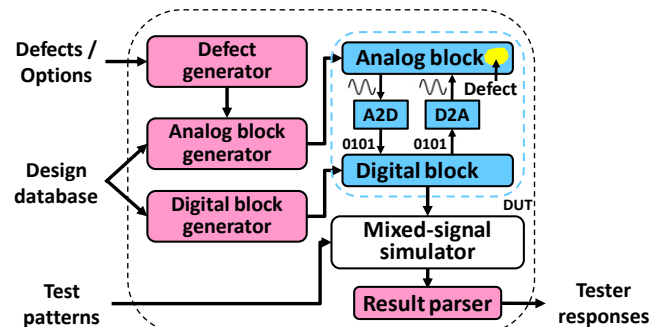 Defects /
Options
Defect
generator
Analog block
Defect
A2D
D2A
Analog block
generator
0101
0101
Design
database
Digital block
Digital block
generator
DUT
Mixed-signal
simulator
Test
patterns
Result parser
Tester
responses